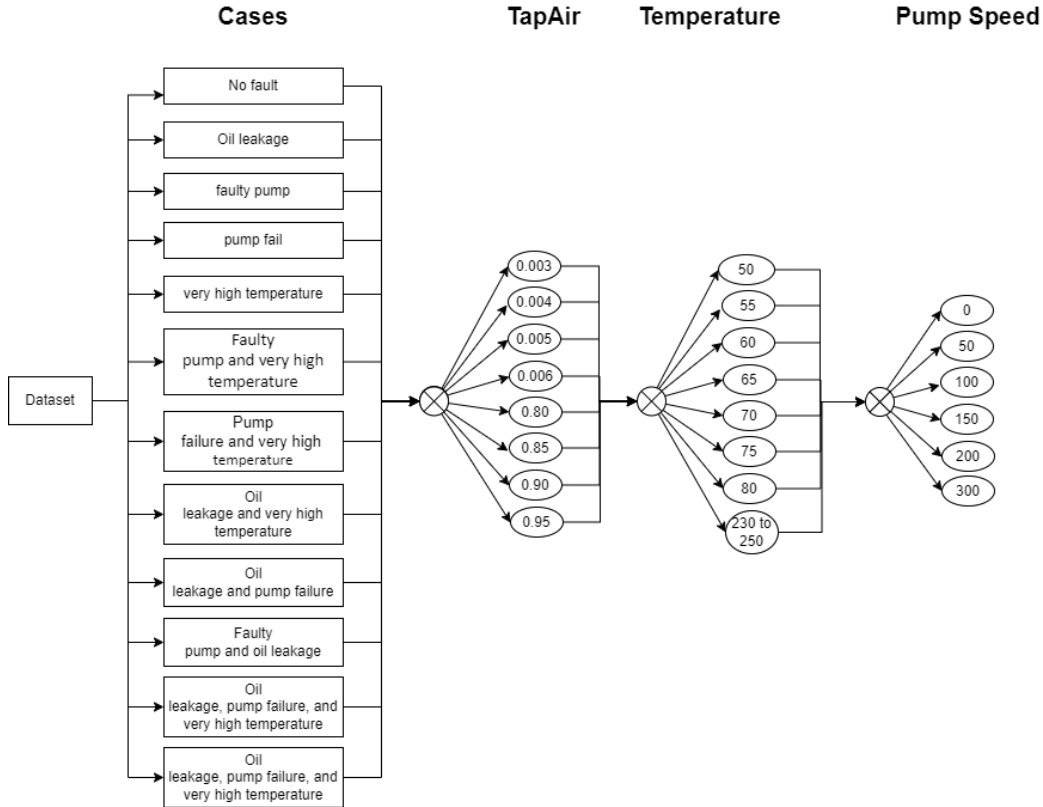 Cases
TapAir
Temperature
Pump Speed
Dataset
No fault
Oil leakage
faulty pump
pump fail
very high temperature
Faulty
pump and very high
temperature
Pump
failure and very high
temperature
Oil
leakage and very high
temperature
Oil
leakage and pump failure
Faulty
pump and oil leakage
Oil
leakage, pump failure, and
very high temperature
Oil
leakage, pump failure, and
very high temperature
0.003
0.004
0.005
0.006
0.80
0.85
0.90
0.95
50
55
60
65
70
75
80
230 to
250
0
50
100
150
200
300